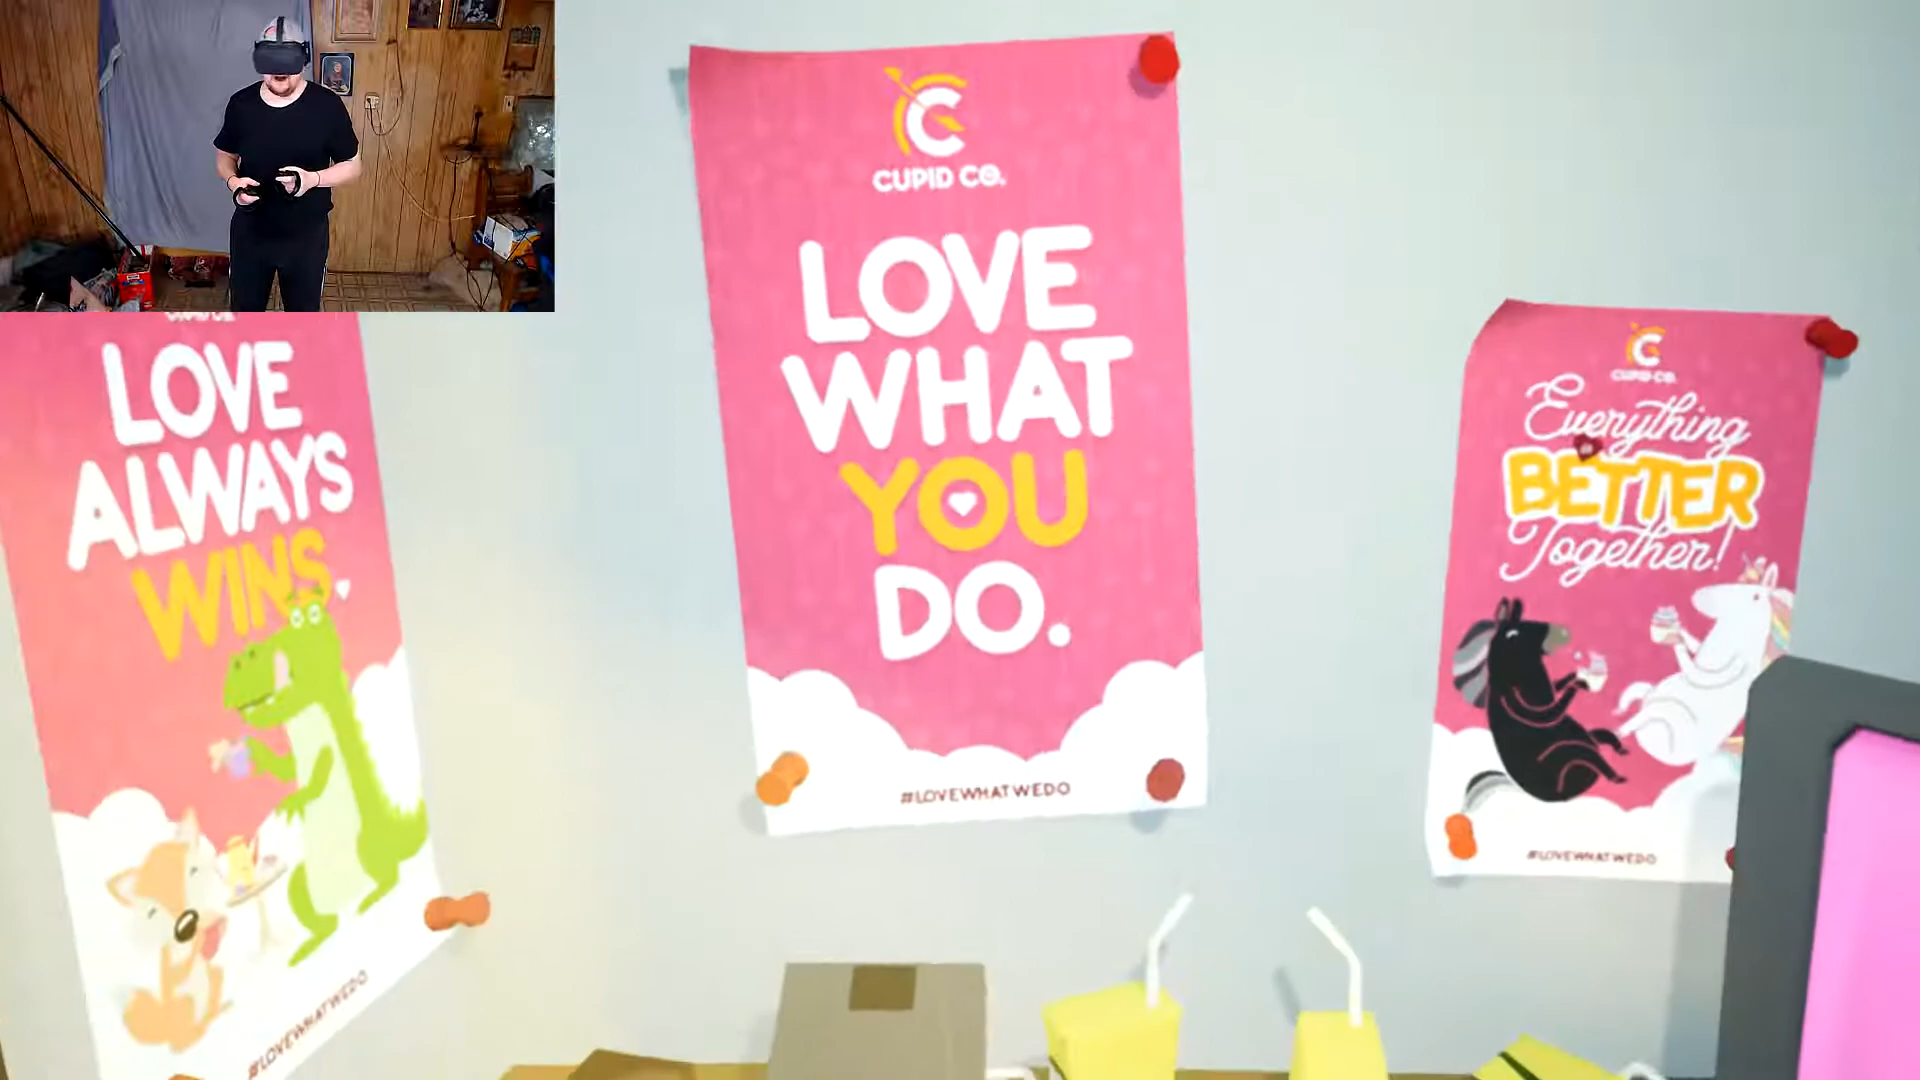 LOVE
ALWAYS
WINS
#LOVEWHATWEDO
CUPID CO.
LOVE
WHAT
YOU
DO.
#LOVEWHATWEDO
CUPID CO.
Everything
BETTER
Together!
#LOVEWHATWEDO